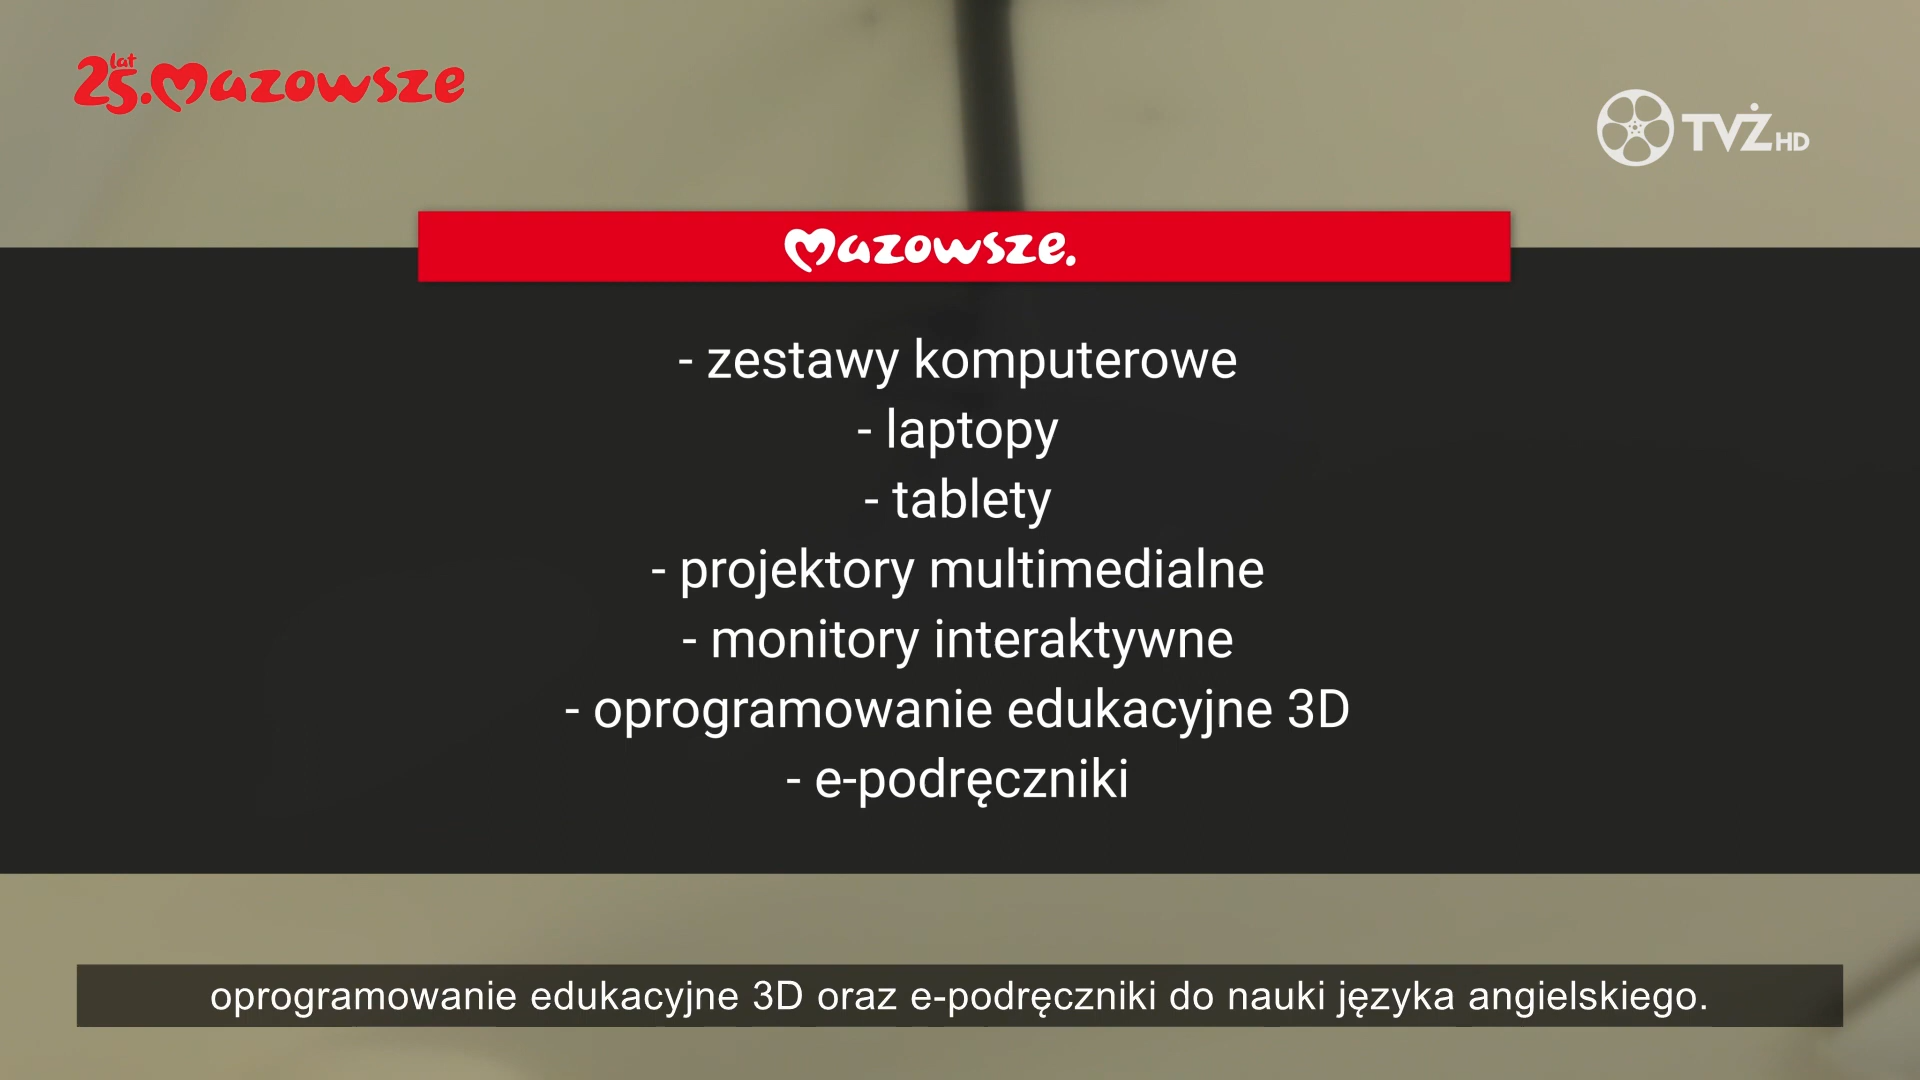 25 lat.Mazowsze
TVŻ HD
Mazowsze.
- zestawy komputerowe
- laptopy
- tablety
- projektory multimedialne
- monitory interaktywne
- oprogramowanie edukacyjne 3D
- e-podręczniki
oprogramowanie edukacyjne 3D oraz e-podręczniki do nauki języka angielskiego.